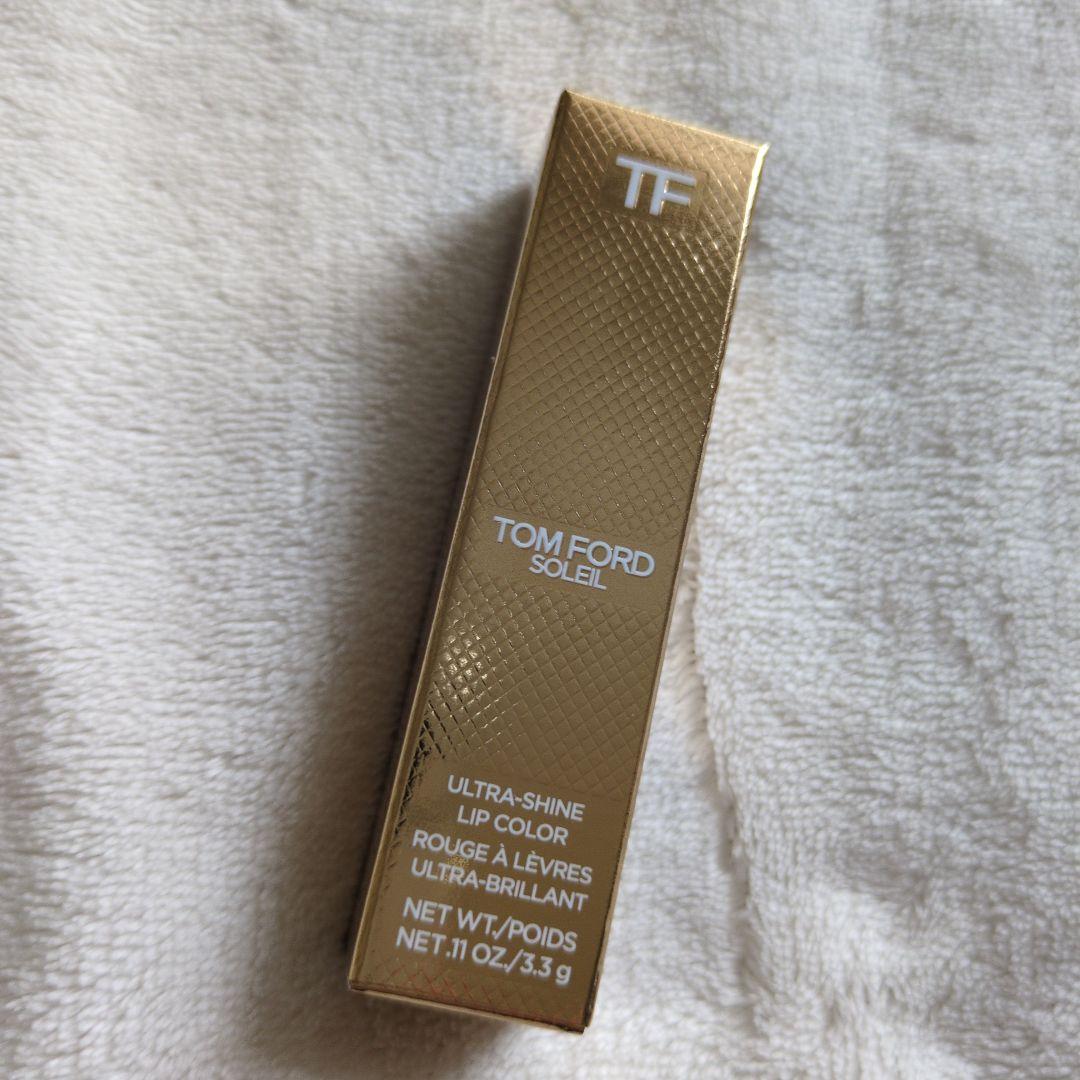 TF
TOM FORD
SOLEIL
ULTRA-SHINE
LIP COLOR
ROUGE À LÈVRES
ULTRA-BRILLANT
NET WT./POIDS
NET .11 OZ./3.3 g